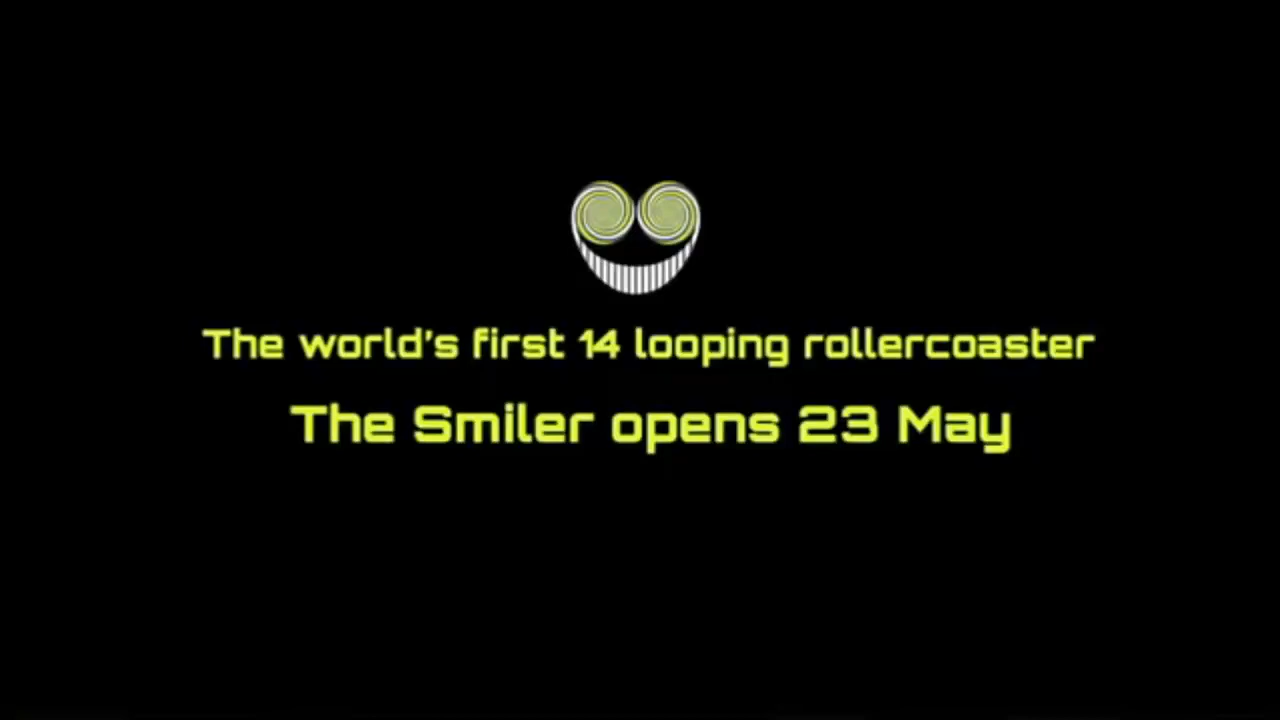 The world's first 14 looping rollercoaster
The Smiler opens 23 May